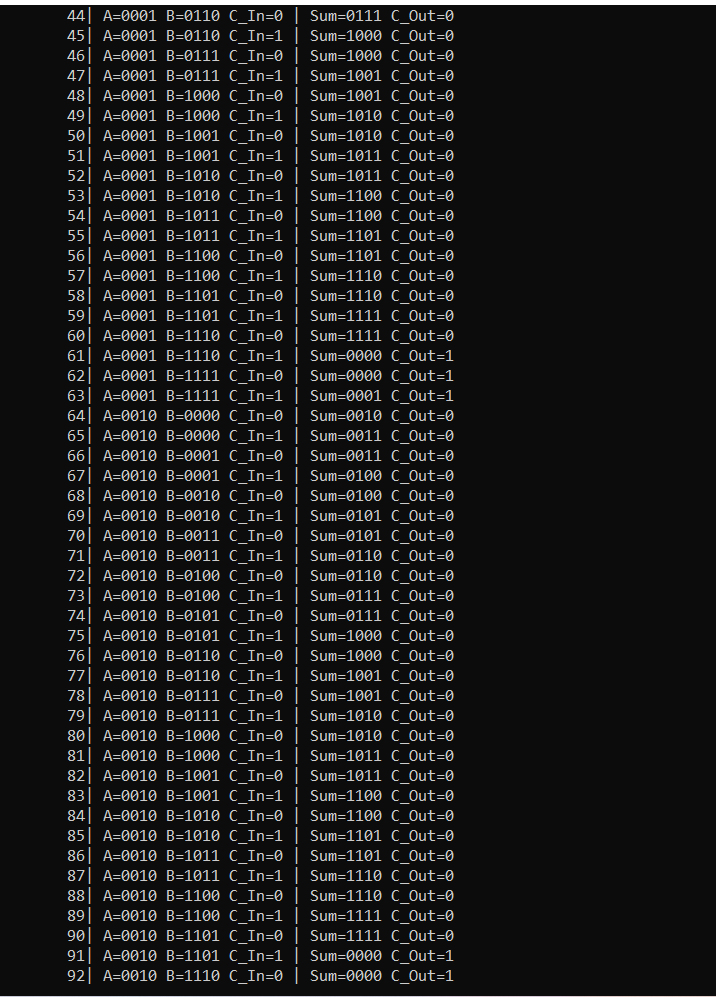 44| A=0001 B=0110 C_In=0 | Sum=0111 C_Out=0
45| A=0001 B=0110 C_In=1 | Sum=1000 C_Out=0
46| A=0001 B=0111 C_In=0 | Sum=1000 C_Out=0
47| A=0001 B=0111 C_In=1 | Sum=1001 C_Out=0
48| A=0001 B=1000 C_In=0 | Sum=1001 C_Out=0
49| A=0001 B=1000 C_In=1 | Sum=1010 C_Out=0
50| A=0001 B=1001 C_In=0 | Sum=1010 C_Out=0
51| A=0001 B=1001 C_In=1 | Sum=1011 C_Out=0
52| A=0001 B=1010 C_In=0 | Sum=1011 C_Out=0
53| A=0001 B=1010 C_In=1 | Sum=1100 C_Out=0
54| A=0001 B=1011 C_In=0 | Sum=1100 C_Out=0
55| A=0001 B=1011 C_In=1 | Sum=1101 C_Out=0
56| A=0001 B=1100 C_In=0 | Sum=1101 C_Out=0
57| A=0001 B=1100 C_In=1 | Sum=1110 C_Out=0
58| A=0001 B=1101 C_In=0 | Sum=1110 C_Out=0
59| A=0001 B=1101 C_In=1 | Sum=1111 C_Out=0
60| A=0001 B=1110 C_In=0 | Sum=1111 C_Out=0
61| A=0001 B=1110 C_In=1 | Sum=0000 C_Out=1
62| A=0001 B=1111 C_In=0 | Sum=0000 C_Out=1
63| A=0001 B=1111 C_In=1 | Sum=0001 C_Out=1
64| A=0010 B=0000 C_In=0 | Sum=0010 C_Out=0
65| A=0010 B=0000 C_In=1 | Sum=0011 C_Out=0
66| A=0010 B=0001 C_In=0 | Sum=0011 C_Out=0
67| A=0010 B=0001 C_In=1 | Sum=0100 C_Out=0
68| A=0010 B=0010 C_In=0 | Sum=0100 C_Out=0
69| A=0010 B=0010 C_In=1 | Sum=0101 C_Out=0
70| A=0010 B=0011 C_In=0 | Sum=0101 C_Out=0
71| A=0010 B=0011 C_In=1 | Sum=0110 C_Out=0
72| A=0010 B=0100 C_In=0 | Sum=0110 C_Out=0
73| A=0010 B=0100 C_In=1 | Sum=0111 C_Out=0
74| A=0010 B=0101 C_In=0 | Sum=0111 C_Out=0
75| A=0010 B=0101 C_In=1 | Sum=1000 C_Out=0
76| A=0010 B=0110 C_In=0 | Sum=1000 C_Out=0
77| A=0010 B=0110 C_In=1 | Sum=1001 C_Out=0
78| A=0010 B=0111 C_In=0 | Sum=1001 C_Out=0
79| A=0010 B=0111 C_In=1 | Sum=1010 C_Out=0
80| A=0010 B=1000 C_In=0 | Sum=1010 C_Out=0
81| A=0010 B=1000 C_In=1 | Sum=1011 C_Out=0
82| A=0010 B=1001 C_In=0 | Sum=1011 C_Out=0
83| A=0010 B=1001 C_In=1 | Sum=1100 C_Out=0
84| A=0010 B=1010 C_In=0 | Sum=1100 C_Out=0
85| A=0010 B=1010 C_In=1 | Sum=1101 C_Out=0
86| A=0010 B=1011 C_In=0 | Sum=1101 C_Out=0
87| A=0010 B=1011 C_In=1 | Sum=1110 C_Out=0
88| A=0010 B=1100 C_In=0 | Sum=1110 C_Out=0
89| A=0010 B=1100 C_In=1 | Sum=1111 C_Out=0
90| A=0010 B=1101 C_In=0 | Sum=1111 C_Out=0
91| A=0010 B=1101 C_In=1 | Sum=0000 C_Out=1
92| A=0010 B=1110 C_In=0 | Sum=0000 C_Out=1